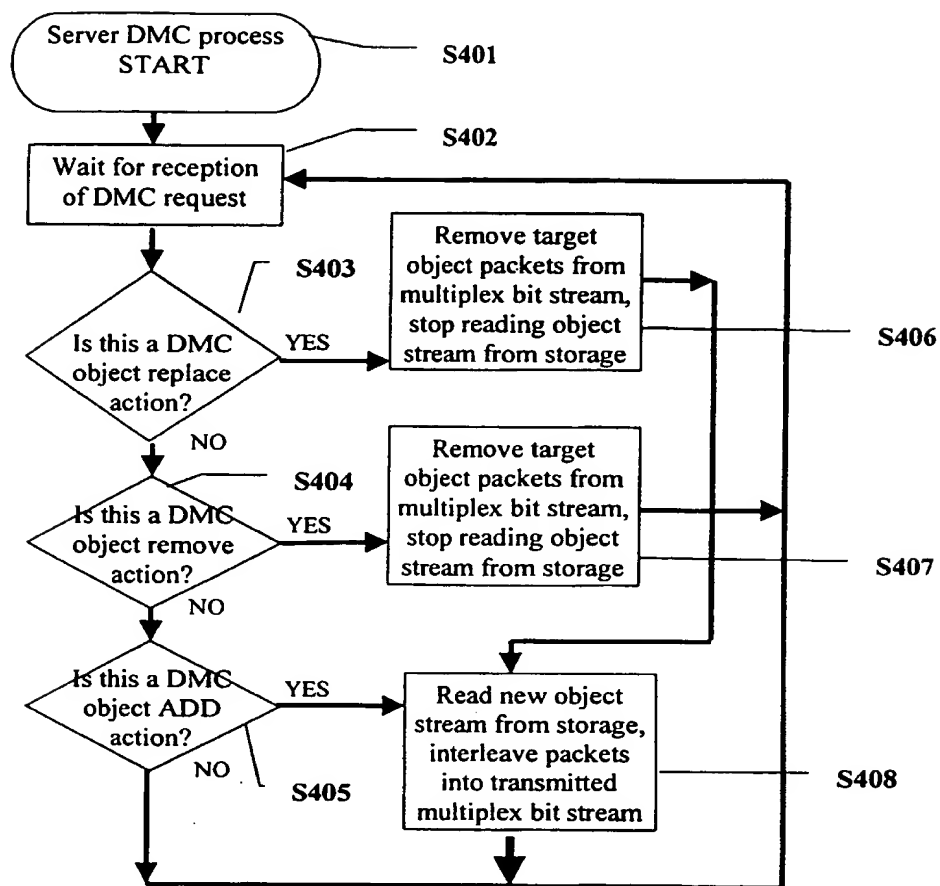 Server DMC process
START
S401
S402
Wait for reception
of DMC request
S403
Is this a DMC
object replace
action?
YES
NO
Remove target
object packets from
multiplex bit stream,
stop reading object
stream from storage
S406
S404
Is this a DMC
object remove
action?
YES
NO
Remove target
object packets from
multiplex bit stream,
stop reading object
stream from storage
S407
Is this a DMC
object ADD
action?
YES
NO
S405
Read new object
stream from storage,
interleave packets
into transmitted
multiplex bit stream
S408